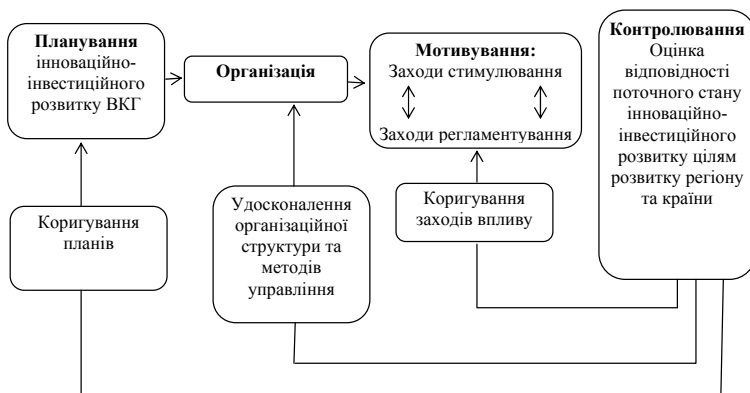 Планування
інноваційно-
інвестиційного
розвитку ВКГ
Організація
Мотивування:
Заходи стимулювання
Заходи регламентування
Контролювання
Оцінка
відповідності
поточного стану
інноваційно-
інвестиційного
розвитку цілям
розвитку регіону
та країни
Коригування
планів
Удосконалення
організаційної
структури та
методів
управління
Коригування
заходів впливу